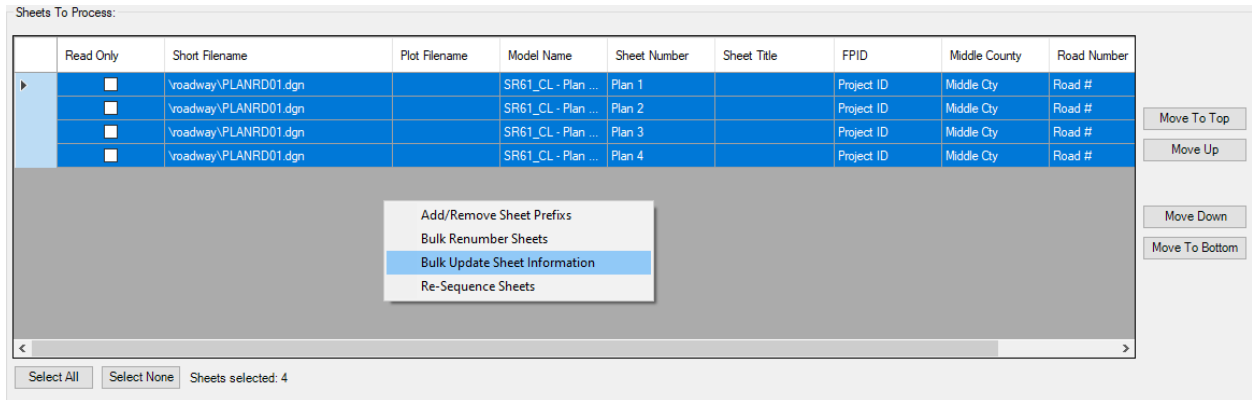 Sheets To Process:
Read Only Short Filename Plot Filename Model Name Sheet Number Sheet Title FPID Middle County Road Number
\roadway\PLANRD01.dgn SR61_CL - Plan ... Plan 1 Project ID Middle Cty Road #
\roadway\PLANRD01.dgn SR61_CL - Plan ... Plan 2 Project ID Middle Cty Road #
\roadway\PLANRD01.dgn SR61_CL - Plan ... Plan 3 Project ID Middle Cty Road #
\roadway\PLANRD01.dgn SR61_CL - Plan ... Plan 4 Project ID Middle Cty Road #
Move To Top
Move Up
Move Down
Move To Bottom
Add/Remove Sheet Prefixs
Bulk Renumber Sheets
Bulk Update Sheet Information
Re-Sequence Sheets
Select All Select None Sheets selected: 4